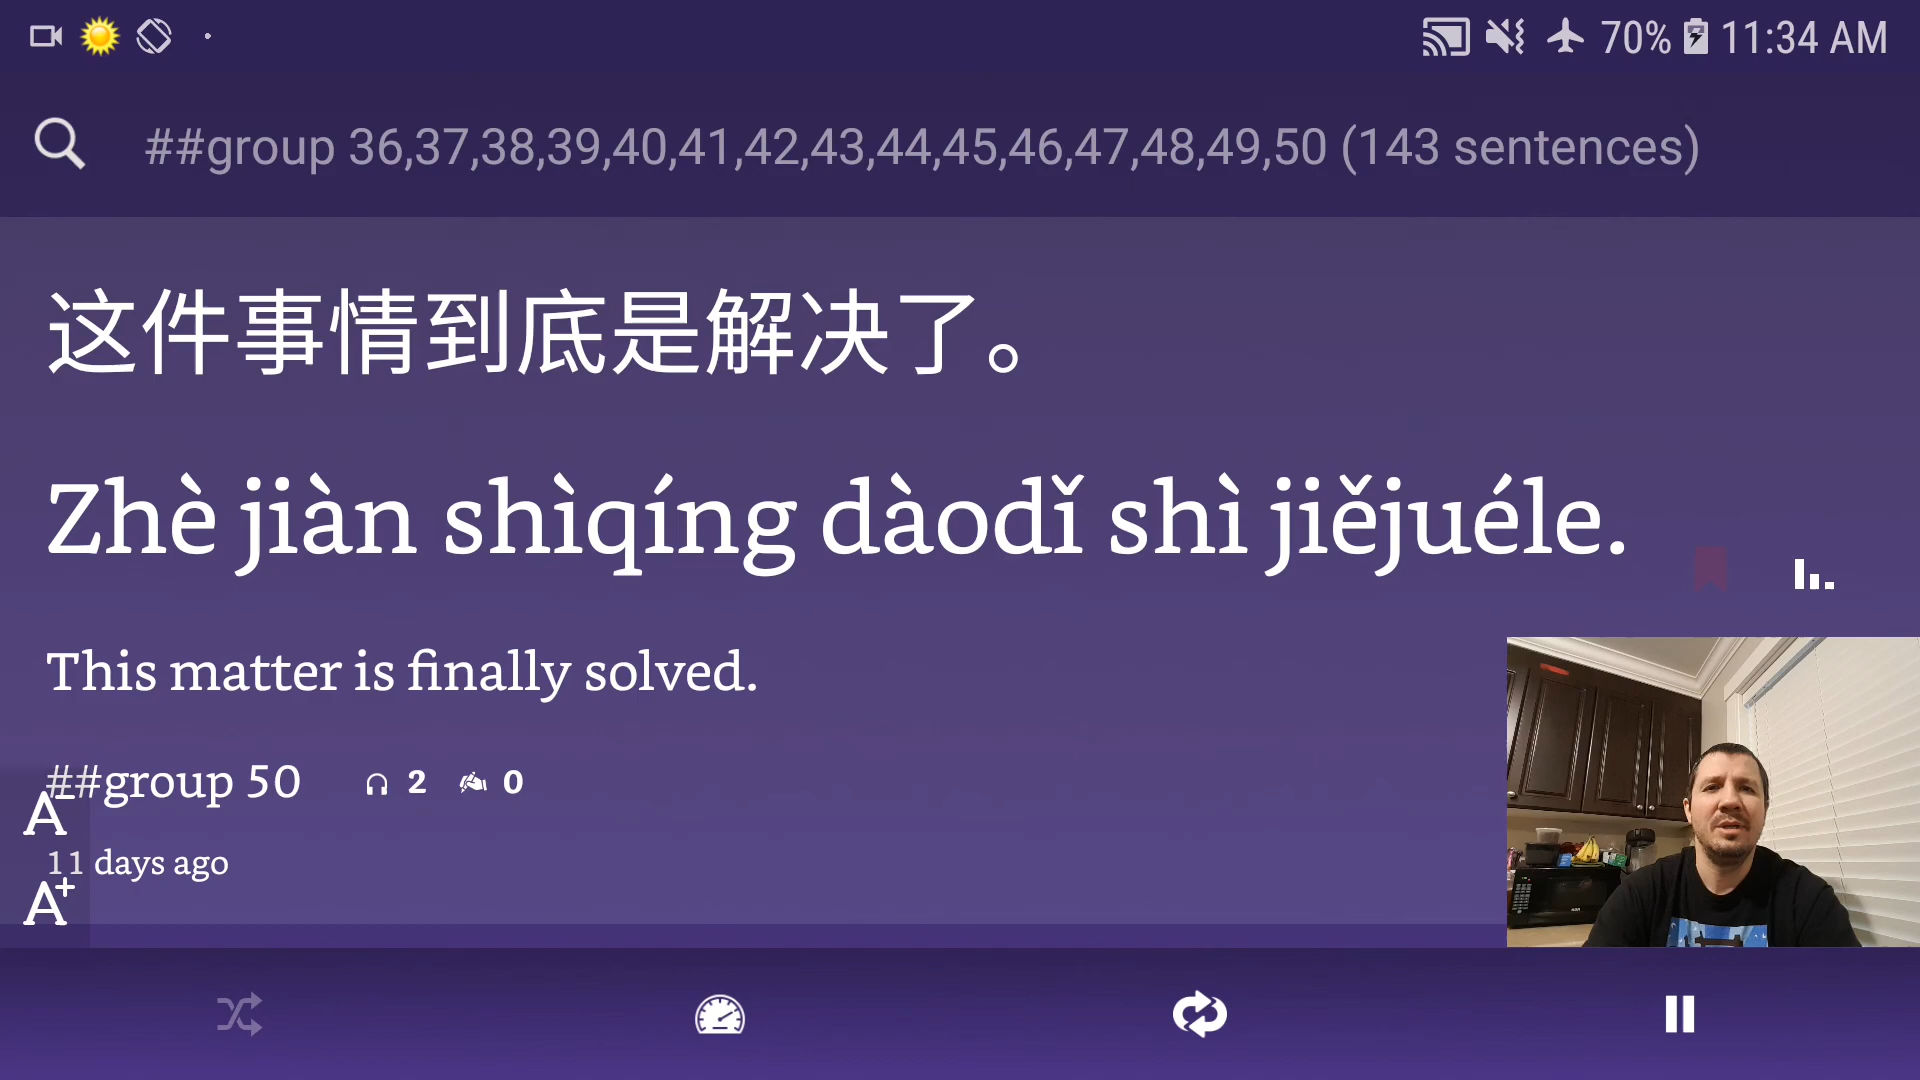 70% 11:34 AM
##group 36,37,38,39,40,41,42,43,44,45,46,47,48,49,50 (143 sentences)
这件事情到底是解决了。
Zhè jiàn shìqíng dàodǐ shì jiějuéle.
This matter is finally solved.
##group 50 2 0
A-
11 days ago
A+